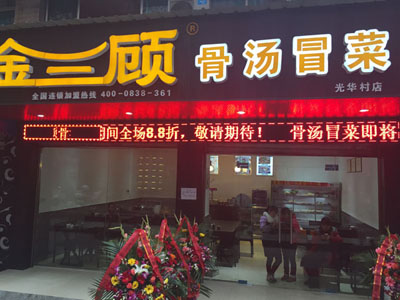 金三顾® 骨汤冒菜
全国连锁加盟热线 400-0838-361
光华村店
间全场8.8折，敬请期待！ 骨汤冒菜即将